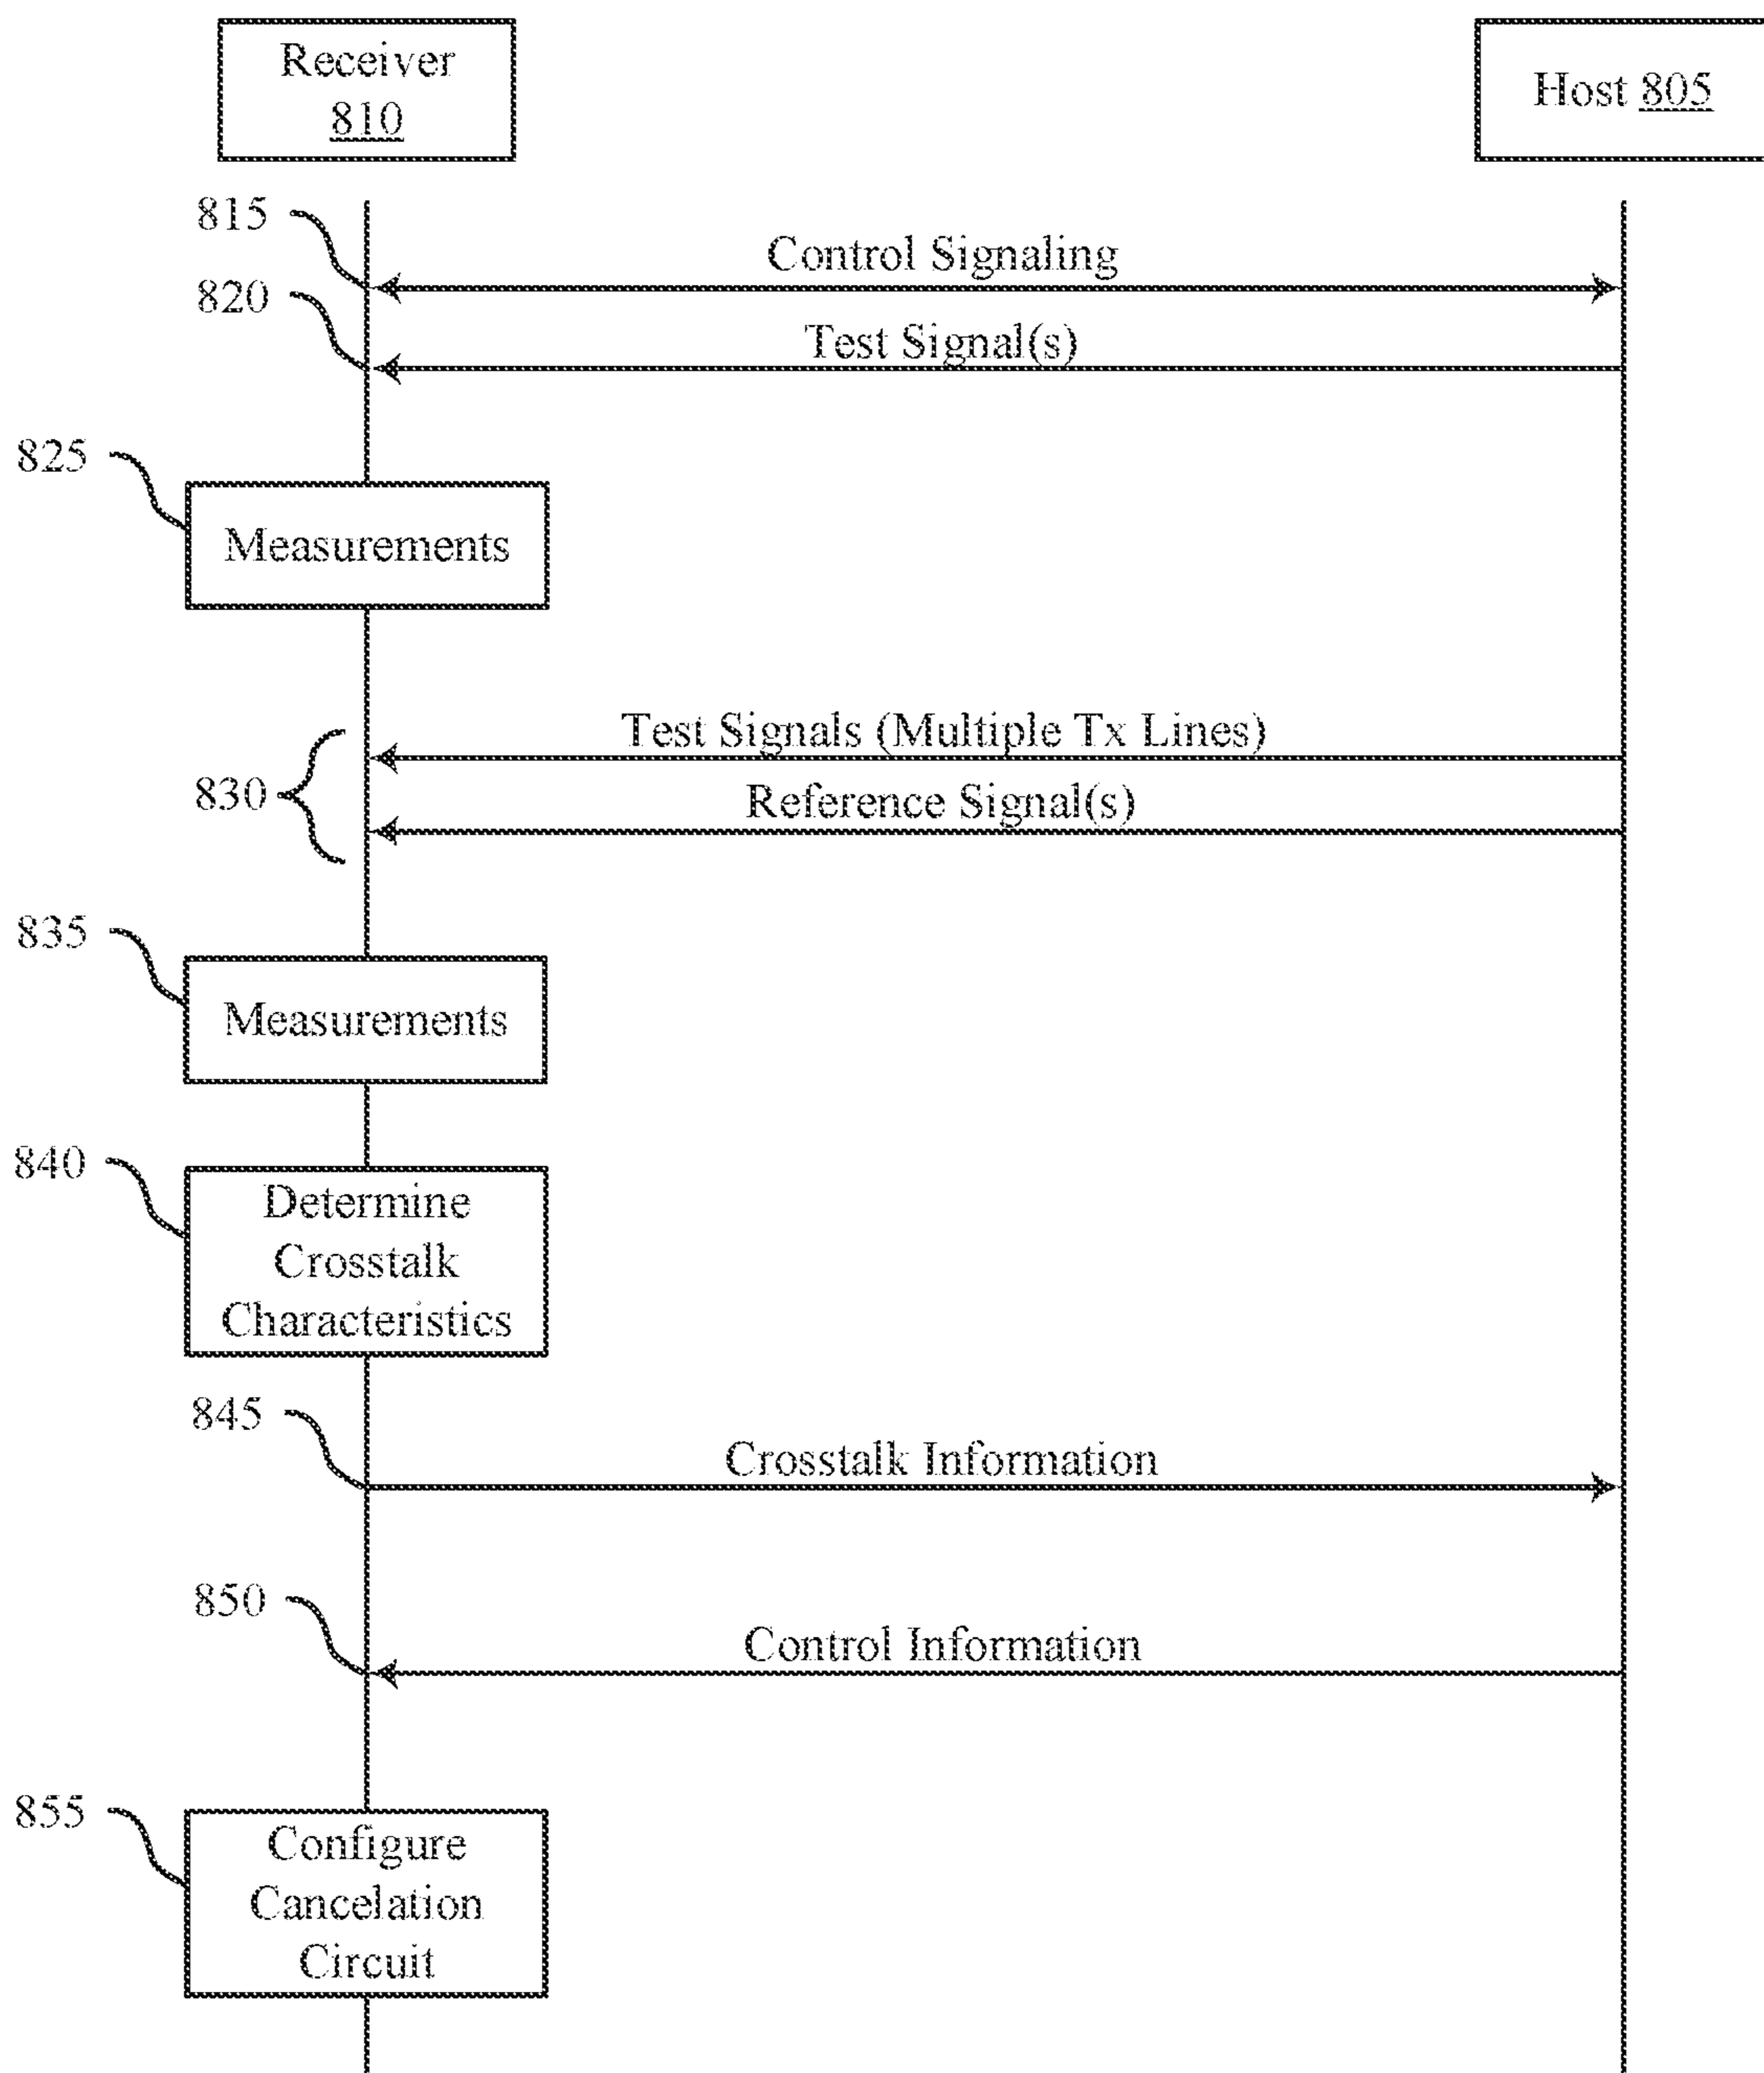 Receiver
810
Host 805
815
Control Signaling
820
Test Signal(s)
825
Measurements
Test Signals (Multiple Tx Lines)
830
Reference Signal(s)
835
Measurements
840
Determine
Crosstalk
Characteristics
845
Crosstalk Information
850
Control Information
855
Configure
Cancelation
Circuit